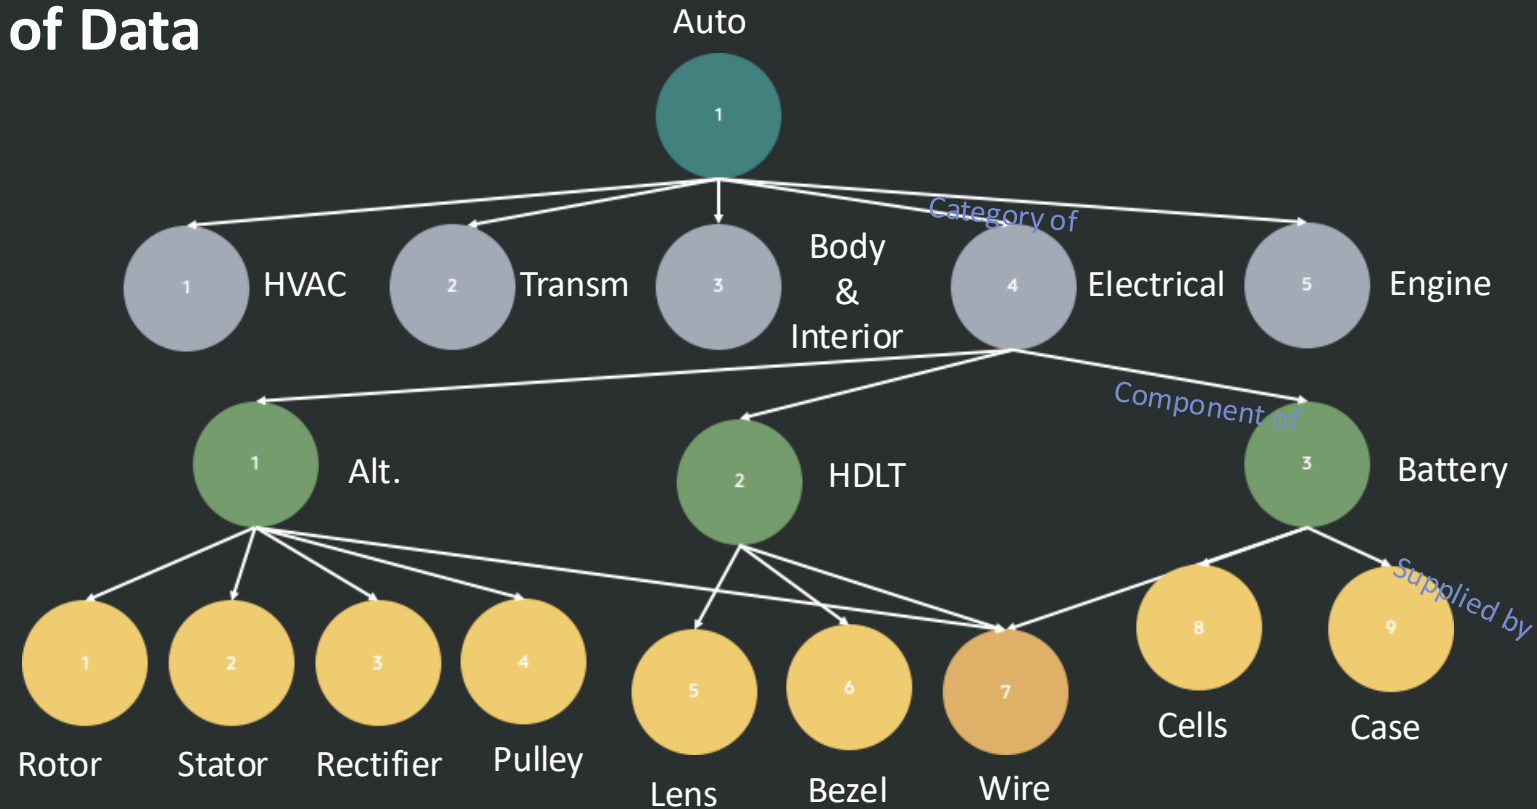 of Data
Auto
1
Category of
1
HVAC
2
Transm
3
Body
&
Interior
4
Electrical
5
Engine
Component of
1
Alt.
2
HDLT
3
Battery
Supplied by
1
2
3
4
5
6
7
8
9
Rotor
Stator
Rectifier
Pulley
Lens
Bezel
Wire
Cells
Case